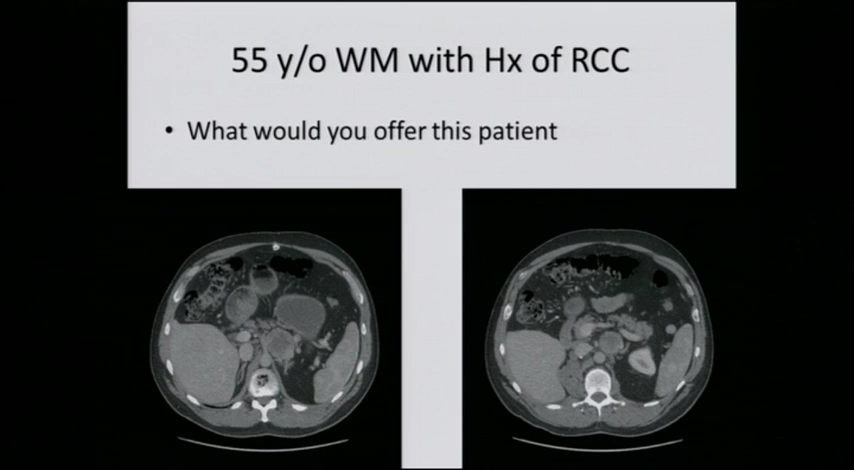 55 y/o WM with Hx of RCC
• What would you offer this patient